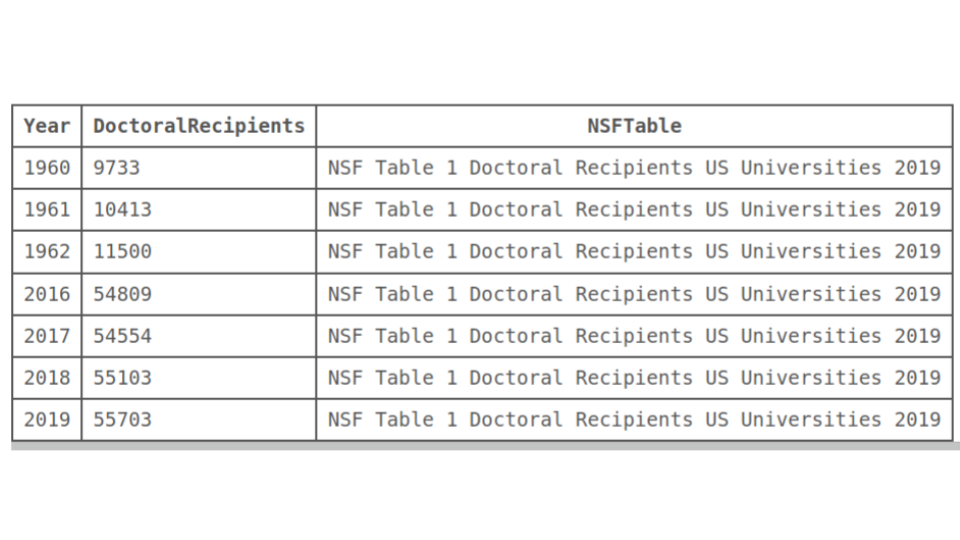 Year DoctoralRecipients NSFTable
1960 9733 NSF Table 1 Doctoral Recipients US Universities 2019
1961 10413 NSF Table 1 Doctoral Recipients US Universities 2019
1962 11500 NSF Table 1 Doctoral Recipients US Universities 2019
2016 54809 NSF Table 1 Doctoral Recipients US Universities 2019
2017 54554 NSF Table 1 Doctoral Recipients US Universities 2019
2018 55103 NSF Table 1 Doctoral Recipients US Universities 2019
2019 55703 NSF Table 1 Doctoral Recipients US Universities 2019